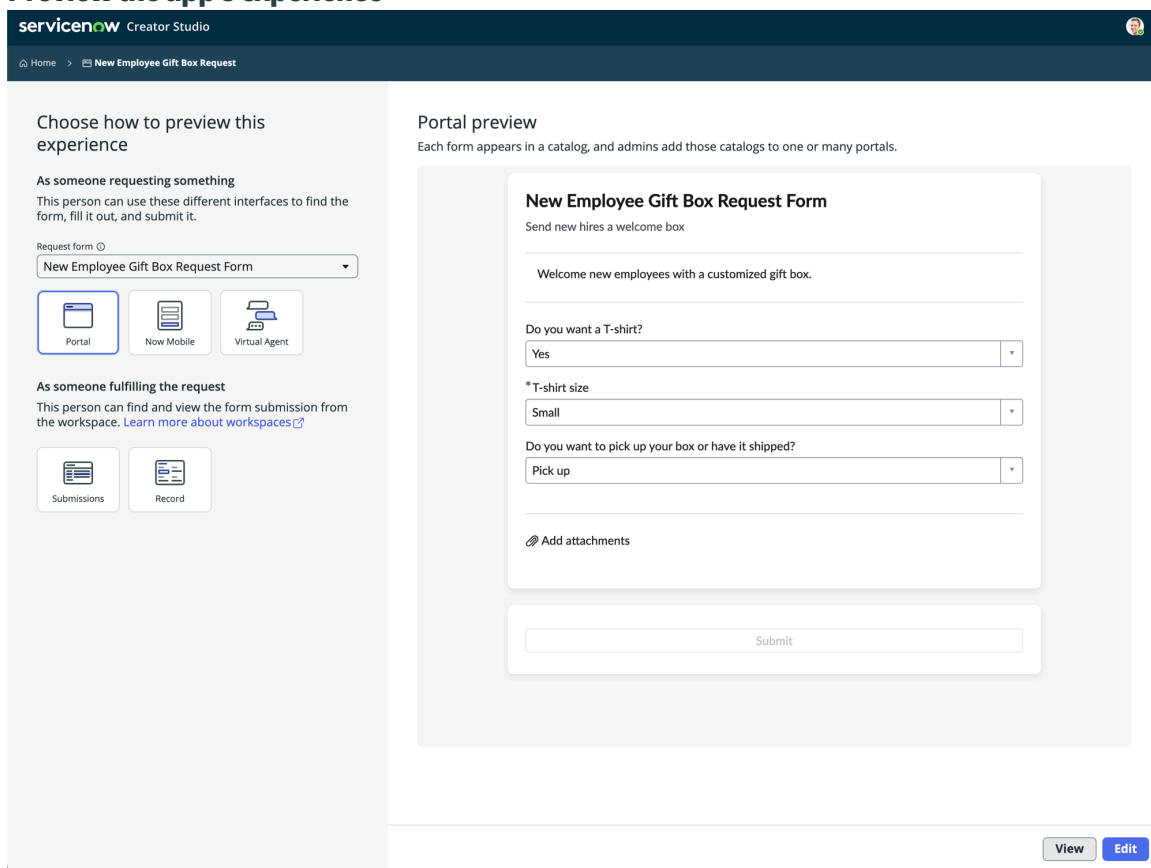 Preview the app's experience
servicenow Creator Studio
Home > New Employee Gift Box Request
Choose how to preview this
experience
As someone requesting something
This person can use these different interfaces to find the
form, fill it out, and submit it.
Request form
New Employee Gift Box Request Form
Portal
Now Mobile
Virtual Agent
As someone fulfilling the request
This person can find and view the form submission from
the workspace. Learn more about workspaces
Submissions
Record
Portal preview
Each form appears in a catalog, and admins add those catalogs to one or many portals.
New Employee Gift Box Request Form
Send new hires a welcome box
Welcome new employees with a customized gift box.
Do you want a T-shirt?
Yes
*T-shirt size
Small
Do you want to pick up your box or have it shipped?
Pick up
Add attachments
Submit
View
Edit